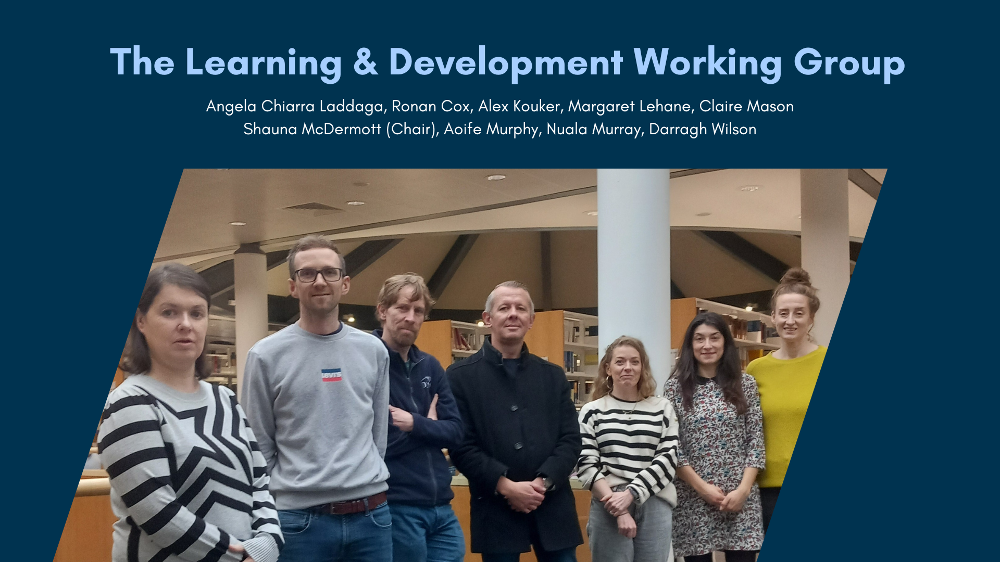 The Learning & Development Working Group
Angela Chiarra Laddaga, Ronan Cox, Alex Kouker, Margaret Lehane, Claire Mason
Shauna McDermott (Chair), Aoife Murphy, Nuala Murray, Darragh Wilson
LEVI'S